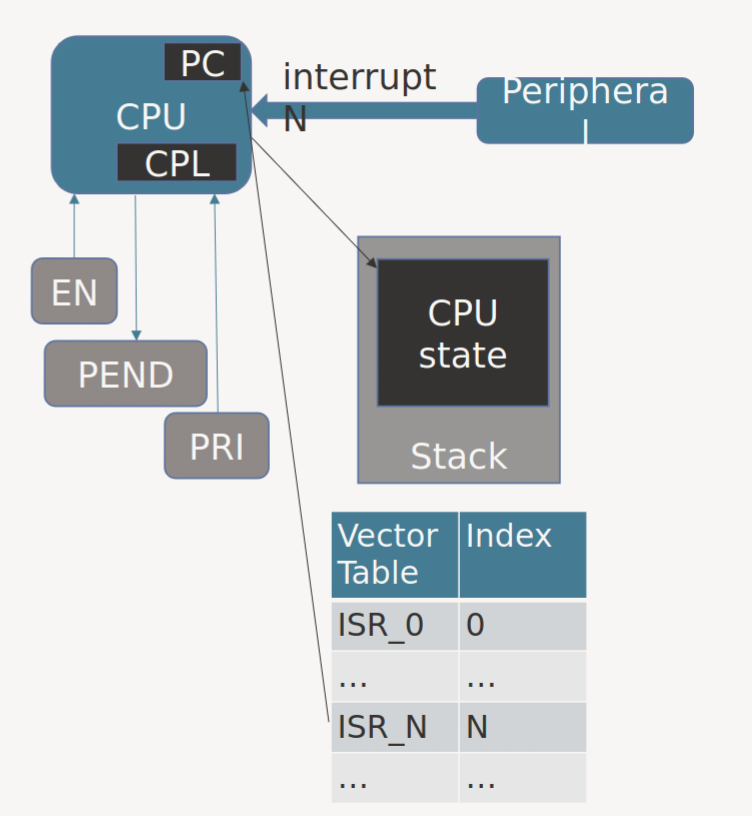 PC
interrupt
N
Periphera
l
CPU
CPL
EN
PEND
PRI
CPU
state
Stack
Vector
Table
Index
ISR_0
0
...
...
ISR_N
N
...
...